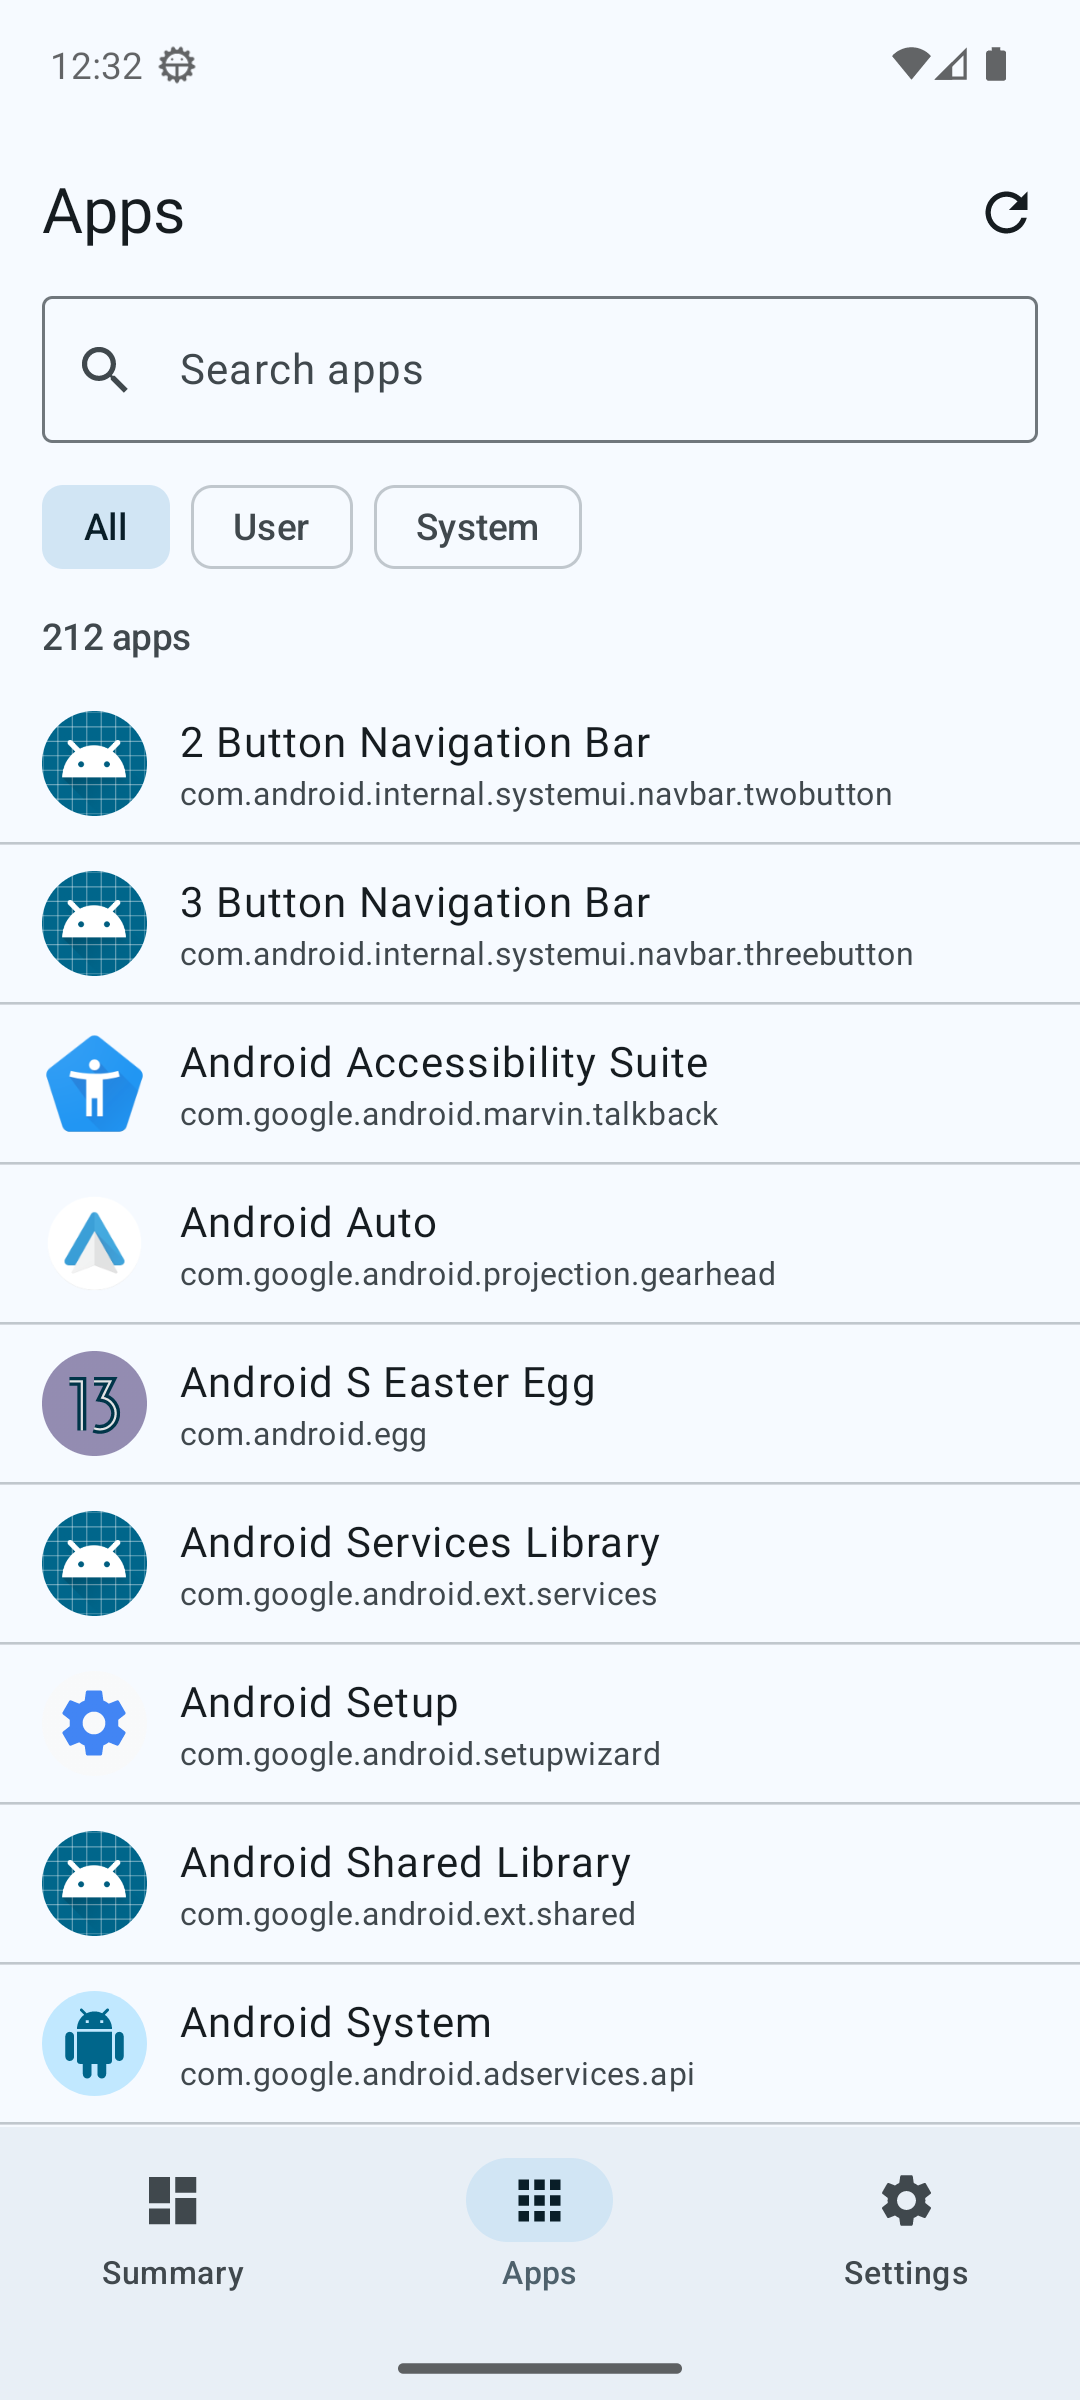 12:32
Apps
Search apps
All
User
System
212 apps
2 Button Navigation Bar
com.android.internal.systemui.navbar.twobutton
3 Button Navigation Bar
com.android.internal.systemui.navbar.threebutton
Android Accessibility Suite
com.google.android.marvin.talkback
Android Auto
com.google.android.projection.gearhead
13
Android S Easter Egg
com.android.egg
Android Services Library
com.google.android.ext.services
Android Setup
com.google.android.setupwizard
Android Shared Library
com.google.android.ext.shared
Android System
com.google.android.adservices.api
Summary
Apps
Settings